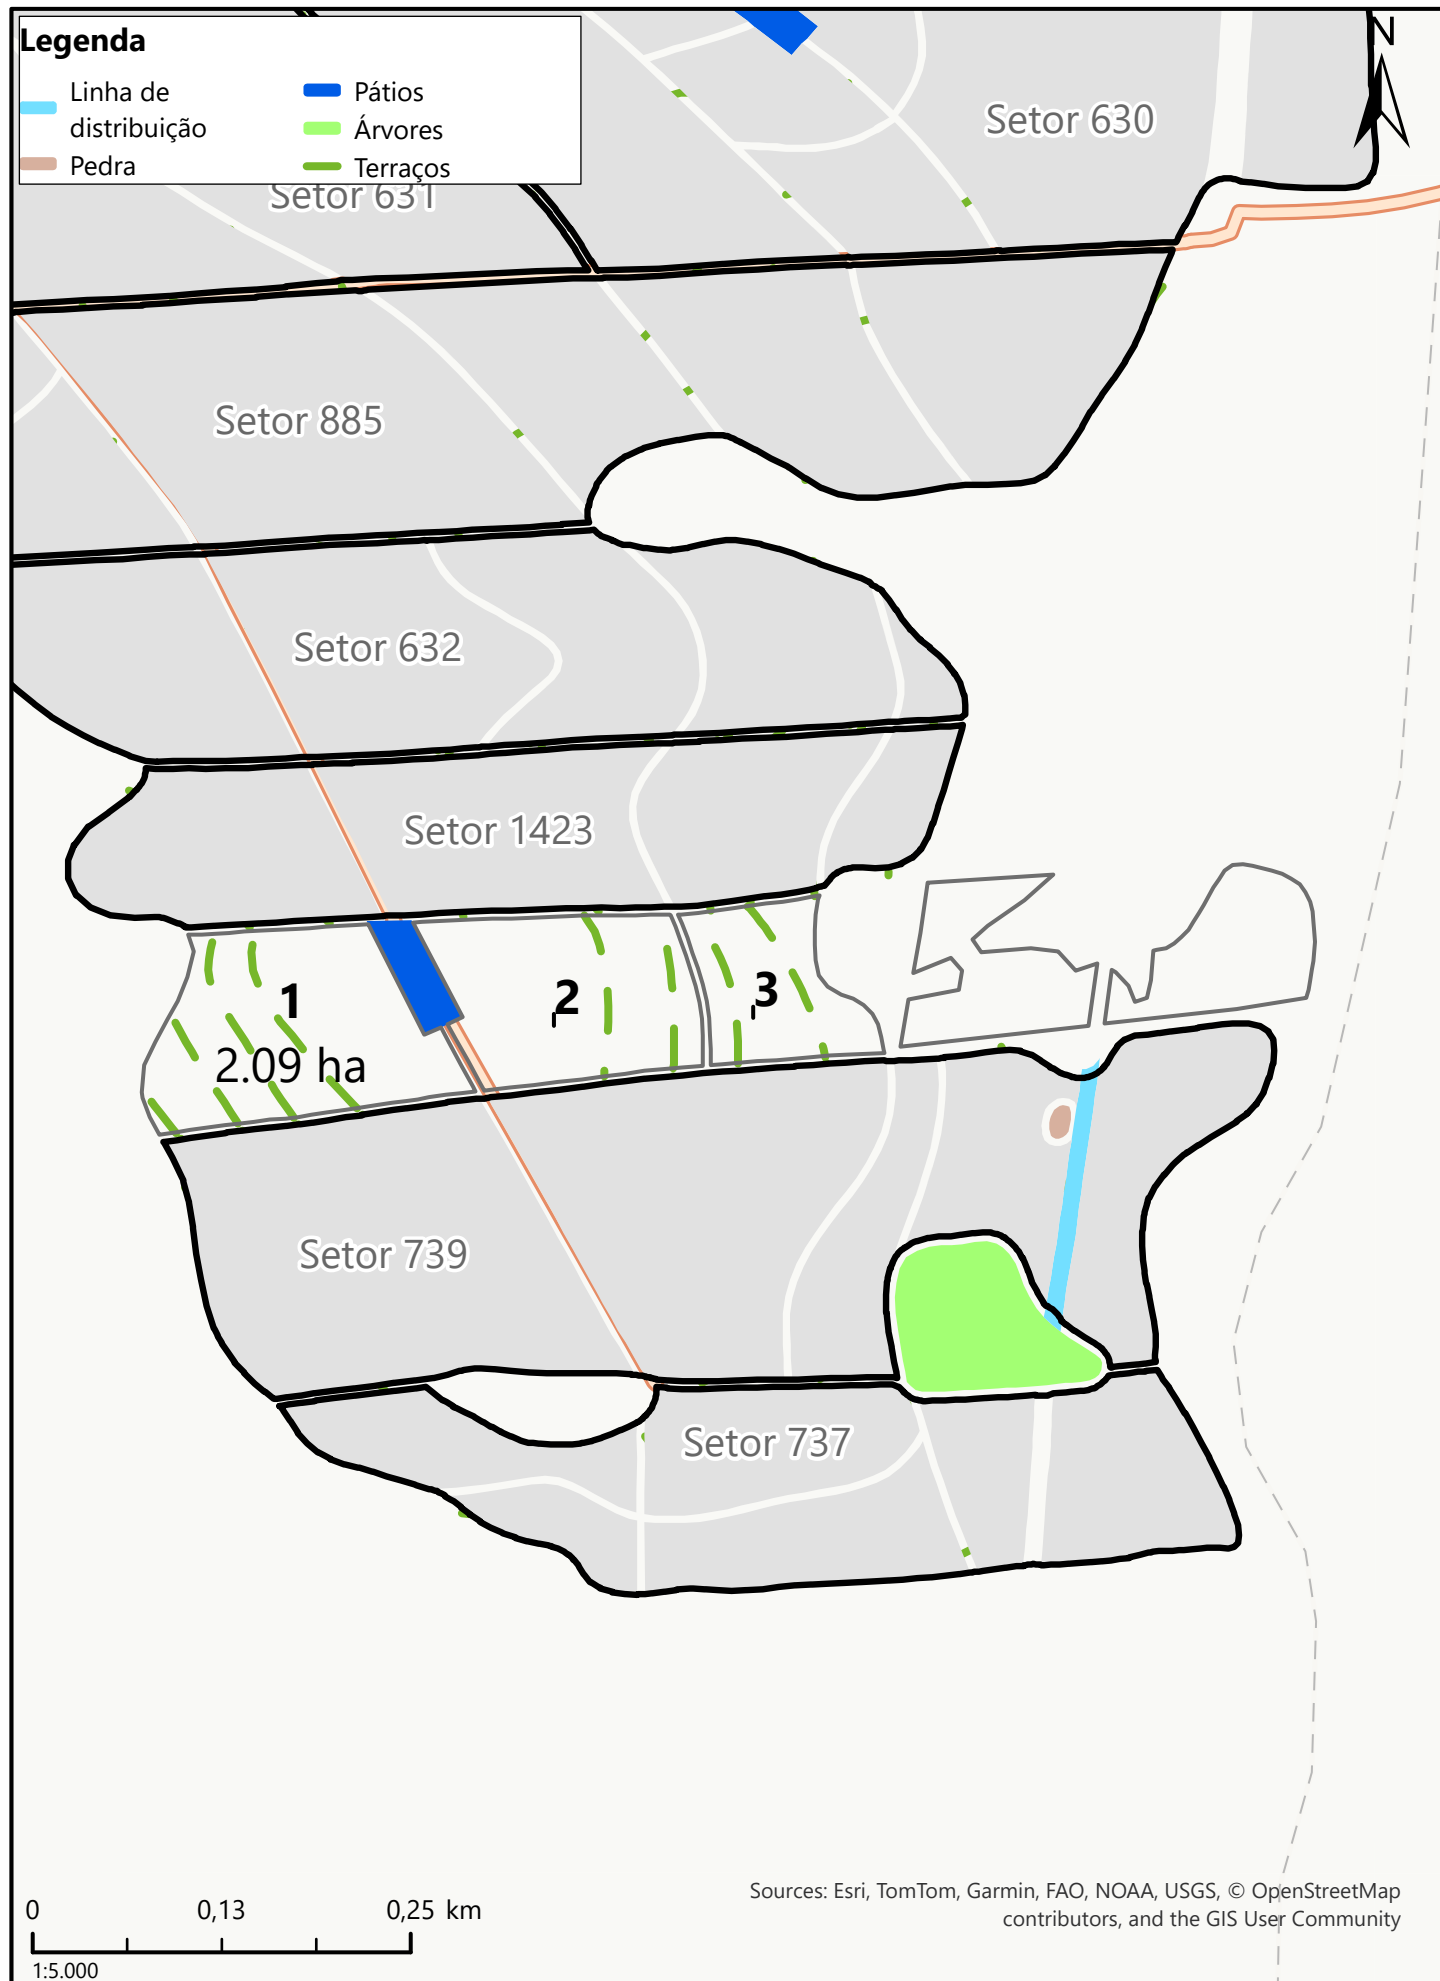 Legenda
Linha de
distribuição
Pedra
Pátios
Árvores
Terraços
N
Setor 630
Setor 631
Setor 885
Setor 632
Setor 1423
1
2.09 ha
2
3
Setor 739
Setor 737
0 0,13 0,25 km
1:5.000
Sources: Esri, TomTom, Garmin, FAO, NOAA, USGS, © OpenStreetMap
contributors, and the GIS User Community